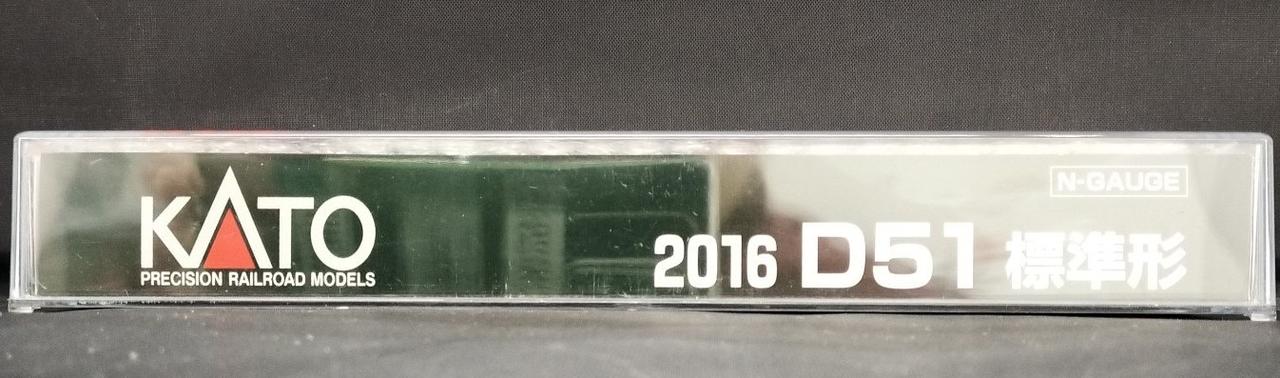 KATO
PRECISION RAILROAD MODELS
N-GAUGE
2016 D51 標準形